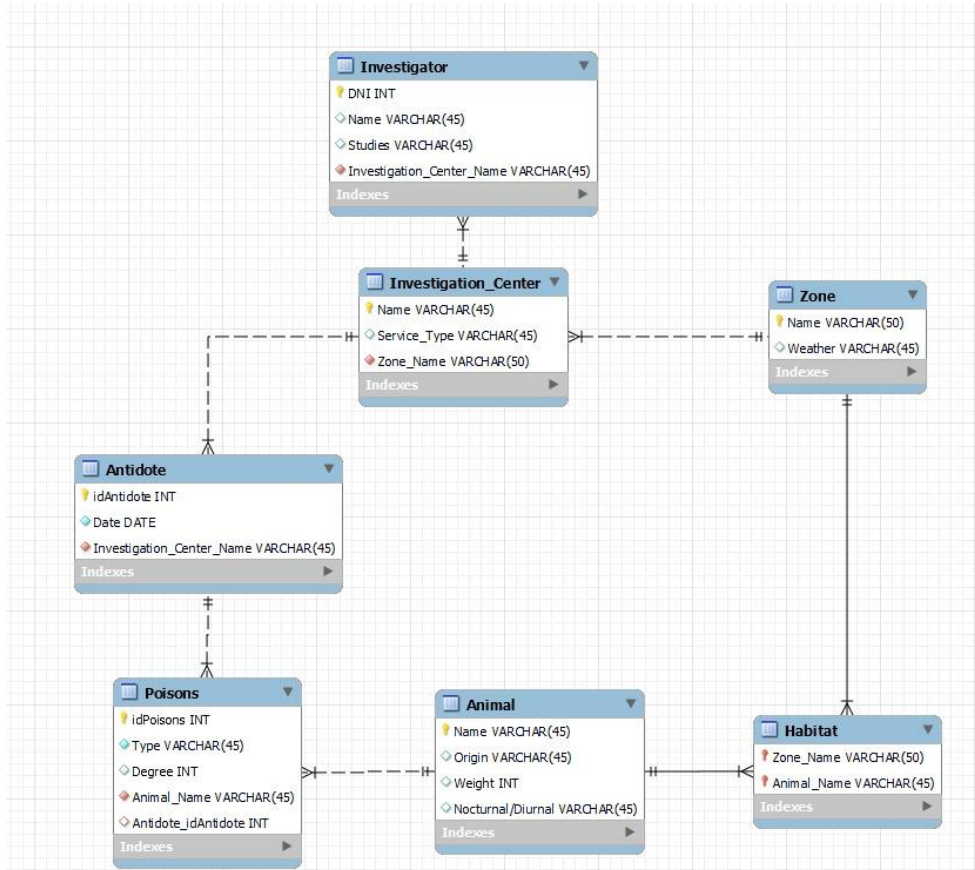 Investigator
DNI INT
Name VARCHAR(45)
Studies VARCHAR(45)
Investigation_Center_Name VARCHAR(45)
Indexes
Investigation_Center
Name VARCHAR(45)
Service_Type VARCHAR(45)
Zone_Name VARCHAR(50)
Indexes
Zone
Name VARCHAR(50)
Weather VARCHAR(45)
Indexes
Antidote
idAntidote INT
Date DATE
Investigation_Center_Name VARCHAR(45)
Indexes
Poisons
idPoisons INT
Type VARCHAR(45)
Degree INT
Animal_Name VARCHAR(45)
Antidote_idAntidote INT
Indexes
Animal
Name VARCHAR(45)
Origin VARCHAR(45)
Weight INT
Nocturnal/Diurnal VARCHAR(45)
Indexes
Habitat
Zone_Name VARCHAR(50)
Animal_Name VARCHAR(45)
Indexes